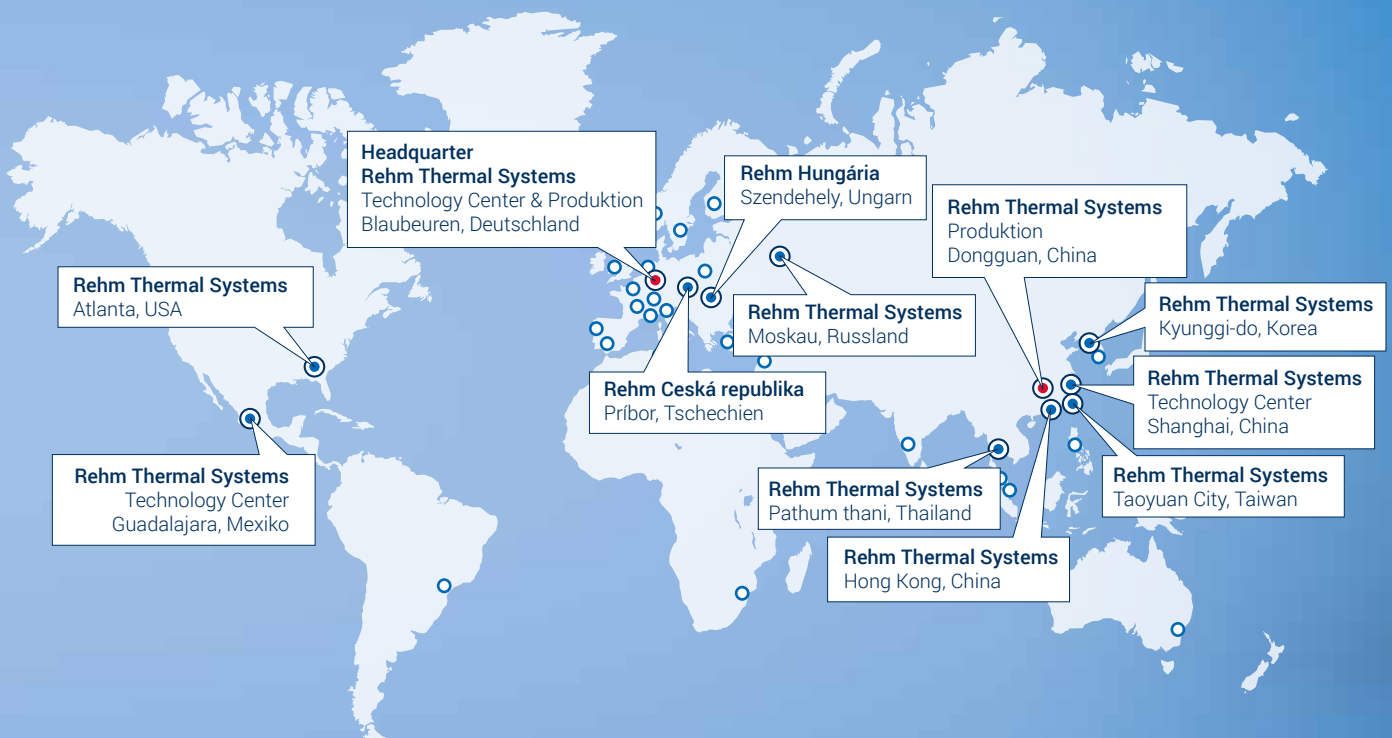 Headquarter
Rehm Thermal Systems
Technology Center & Produktion
Blaubeuren, Deutschland
Rehm Hungária
Szendehely, Ungarn
Rehm Thermal Systems
Produktion
Dongguan, China
Rehm Thermal Systems
Atlanta, USA
Rehm Thermal Systems
Moskau, Russland
Rehm Thermal Systems
Kyunggi-do, Korea
Rehm Ceská republika
Príbor, Tschechien
Rehm Thermal Systems
Technology Center
Shanghai, China
Rehm Thermal Systems
Technology Center
Guadalajara, Mexiko
Rehm Thermal Systems
Pathum thani, Thailand
Rehm Thermal Systems
Taoyuan City, Taiwan
Rehm Thermal Systems
Hong Kong, China